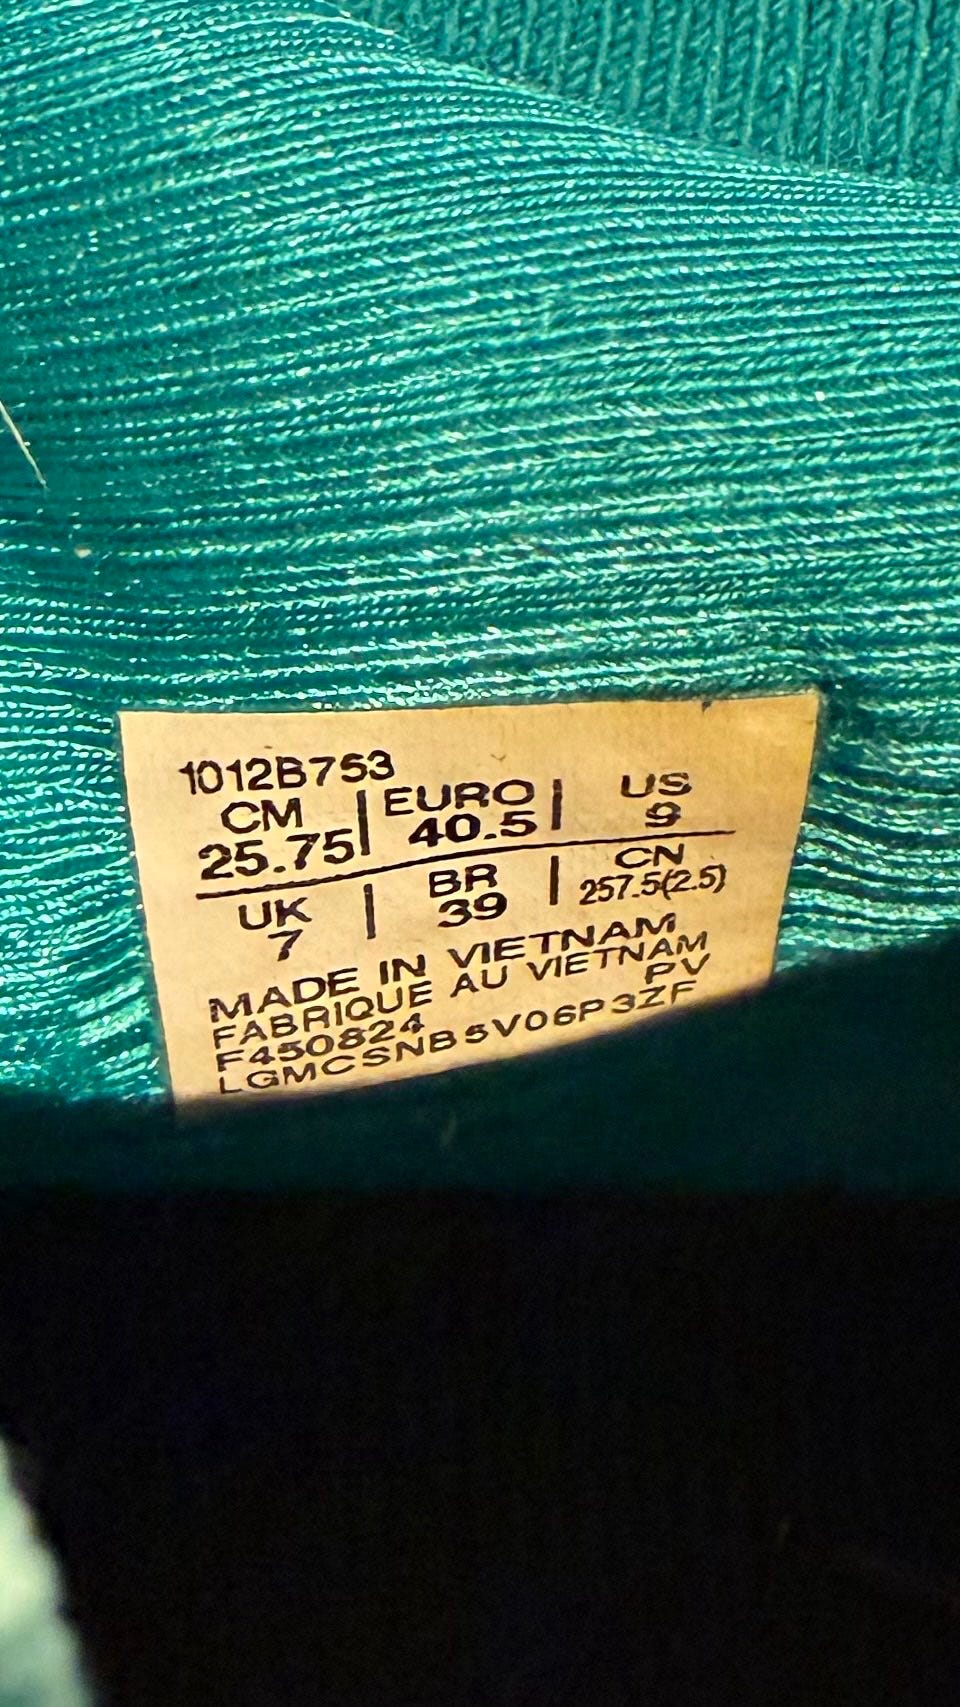 1012B753
CM | EURO | US
25.75 | 40.5 | 9
UK | BR | CN
7 | 39 | 257.5(2.5)
MADE IN VIETNAM
FABRIQUE AU VIETNAM
F450824 PV
LGMCSNB5V06P3ZF